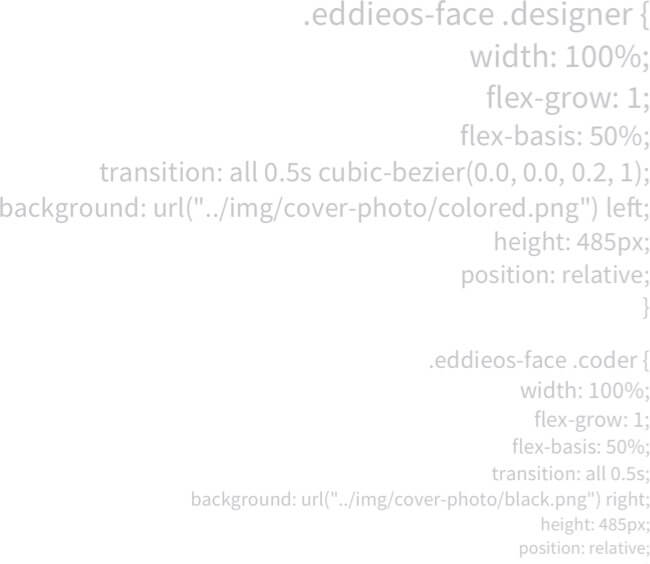 .eddieos-face .designer {
width: 100%;
flex-grow: 1;
flex-basis: 50%;
transition: all 0.5s cubic-bezier(0.0, 0.0, 0.2, 1);
background: url("../img/cover-photo/colored.png") left;
height: 485px;
position: relative;
}
.eddieos-face .coder {
width: 100%;
flex-grow: 1;
flex-basis: 50%;
transition: all 0.5s;
background: url("../img/cover-photo/black.png") right;
height: 485px;
position: relative;